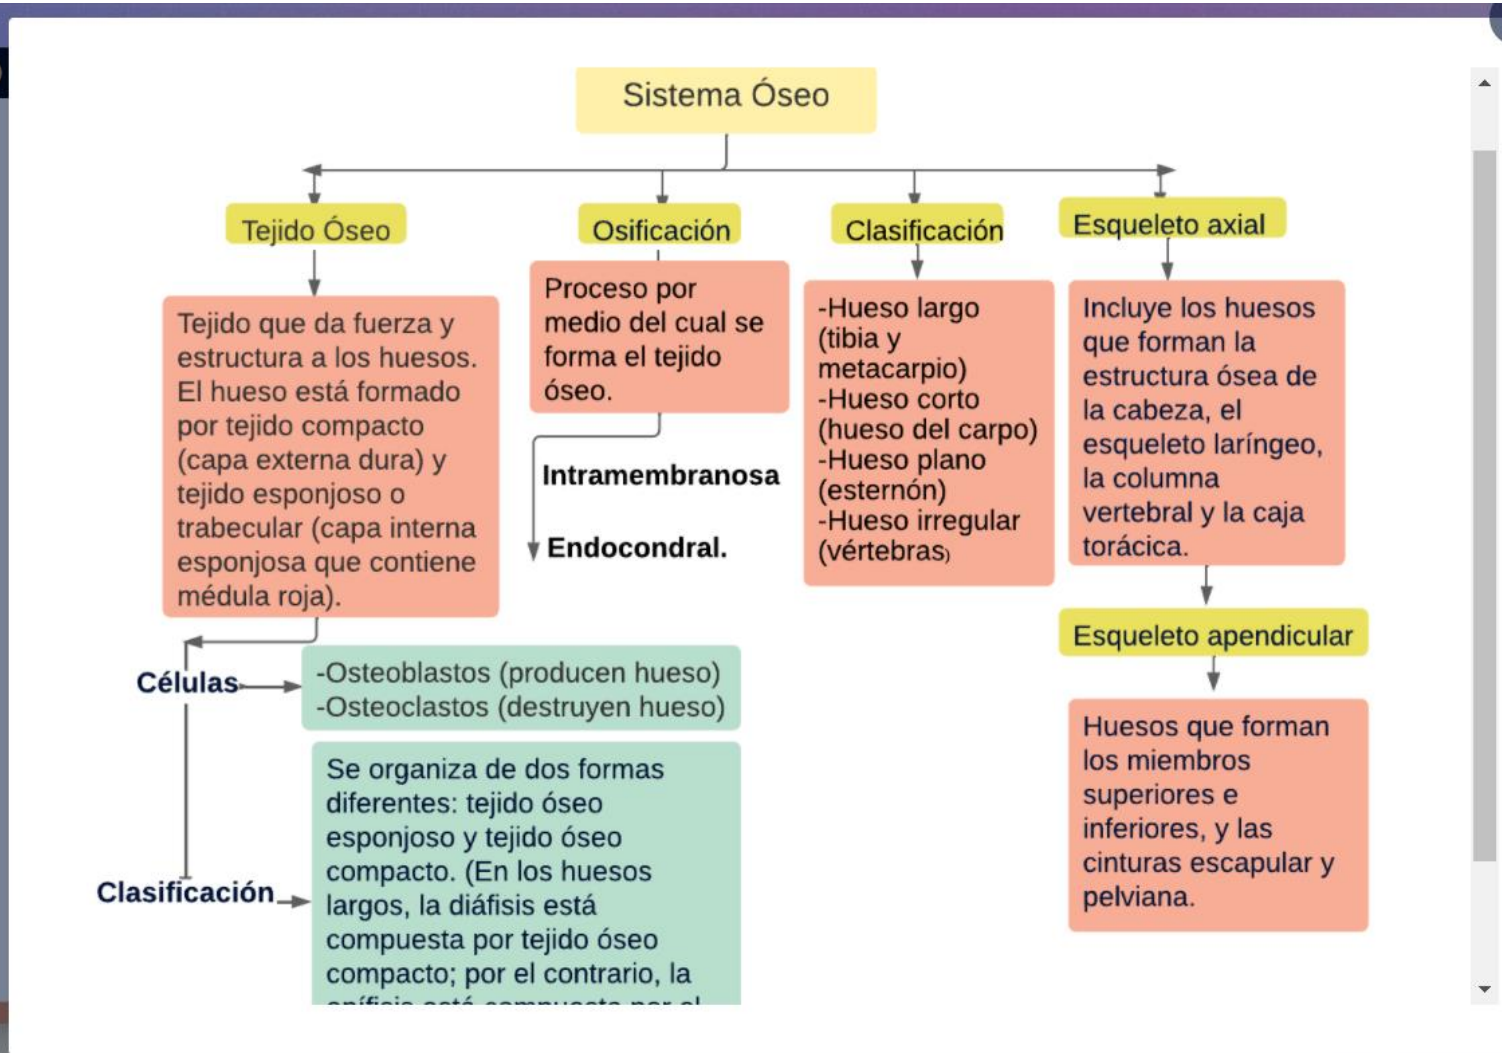 Sistema Óseo
Tejido Óseo
Tejido que da fuerza y
estructura a los huesos.
El hueso está formado
por tejido compacto
(capa externa dura) y
tejido esponjoso o
trabecular (capa interna
esponjosa que contiene
médula roja).
Células
-Osteoblastos (producen hueso)
-Osteoclastos (destruyen hueso)
Clasificación
Se organiza de dos formas
diferentes: tejido óseo
esponjoso y tejido óseo
compacto. (En los huesos
largos, la diáfisis está
compuesta por tejido óseo
compacto; por el contrario, la
epífisis está compuesta por el
Osificación
Proceso por
medio del cual se
forma el tejido
óseo.
Intramembranosa
Endocondral.
Clasificación
-Hueso largo
(tibia y
metacarpio)
-Hueso corto
(hueso del carpo)
-Hueso plano
(esternón)
-Hueso irregular
(vértebras)
Esqueleto axial
Incluye los huesos
que forman la
estructura ósea de
la cabeza, el
esqueleto laríngeo,
la columna
vertebral y la caja
torácica.
Esqueleto apendicular
Huesos que forman
los miembros
superiores e
inferiores, y las
cinturas escapular y
pelviana.